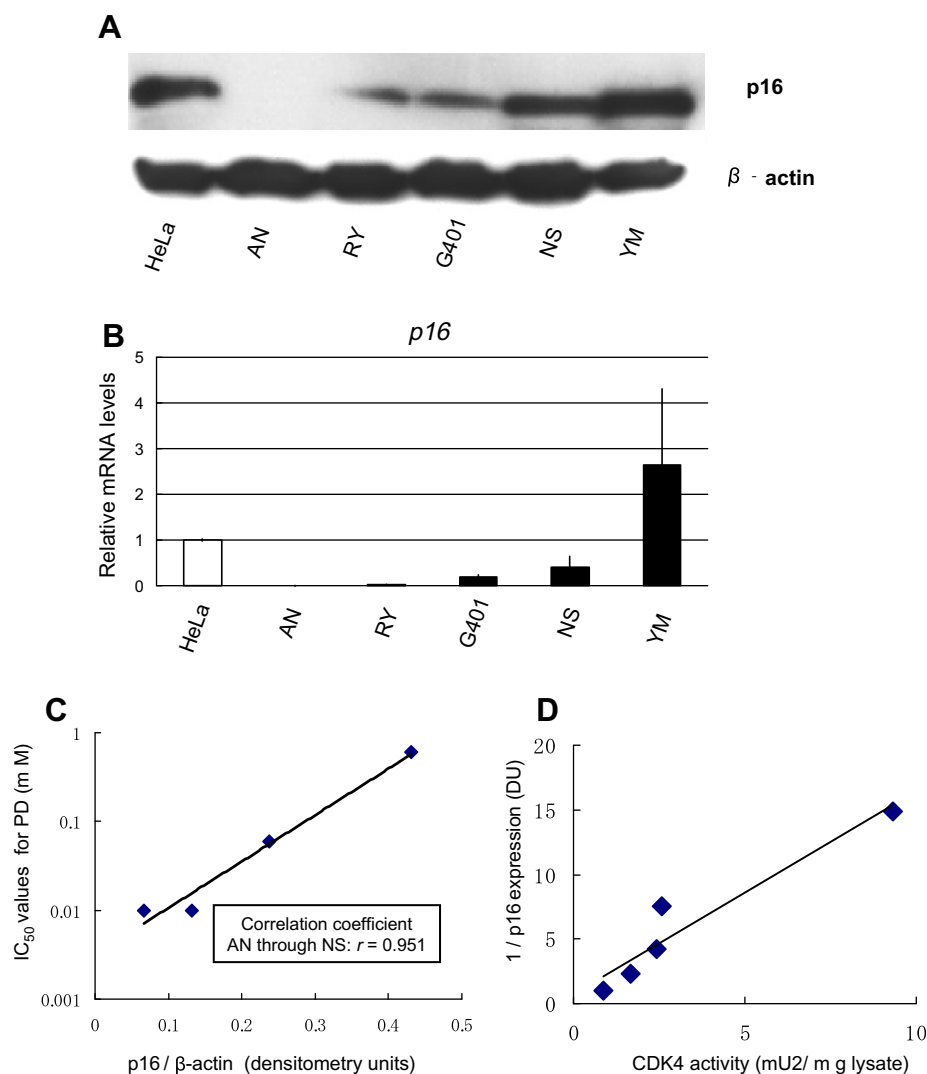 A
p16
β - actin
HeLa AN RY G401 NS YM
B
p16
Relative mRNA levels
5
4
3
2
1
0
HeLa AN RY G401 NS YM
C
IC50 values for PD (m M)
1
0.1
0.01
0.001
Correlation coefficient
AN through NS: r = 0.951
0 0.1 0.2 0.3 0.4 0.5
p16 / β-actin (densitometry units)
D
1 / p16 expression (DU)
20
15
10
5
0
0 5 10
CDK4 activity (mU2/ m g lysate)